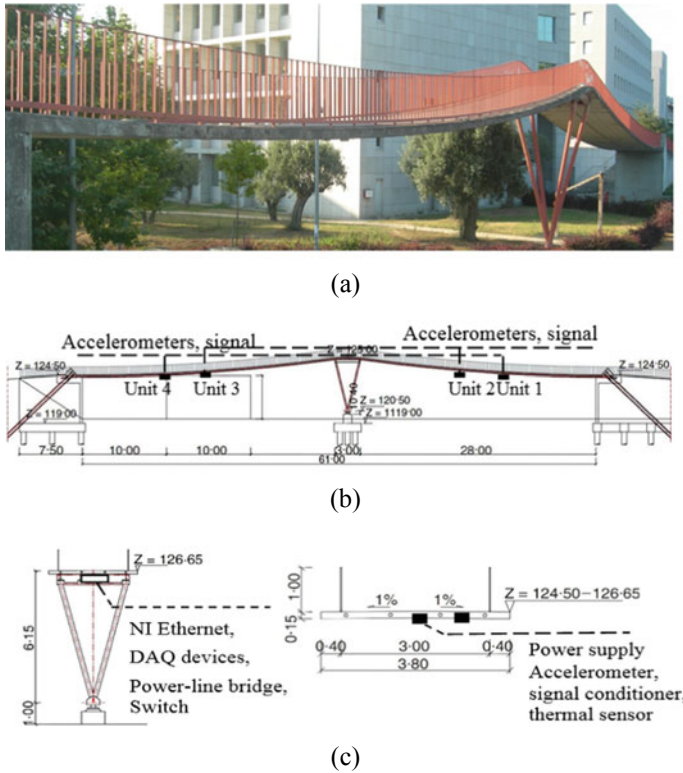 (a)
Accelerometers, signal
Accelerometers, signal
Z = 125·00
Z = 124·50
Z = 124·50
Unit 4
Unit 3
Unit 2
Unit 1
10·40
Z = 120·50
Z = 119·00
Z = 1119·00
7·50
10·00
10·00
3·00
28·00
61·00
(b)
Z = 126·65
6·15
1·00
NI Ethernet,
DAQ devices,
Power-line bridge,
Switch
1·00
1%
1%
Z = 124·50−126·65
0·15
0·40
3·00
0·40
3·80
Power supply
Accelerometer,
signal conditioner,
thermal sensor
(c)